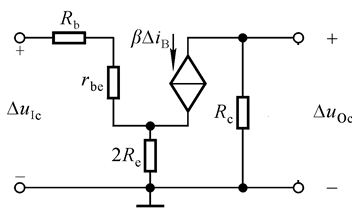 R_b
βΔi_B
+
+
r_be
Δu_Ic
R_c
Δu_Oc
2R_e
−
−